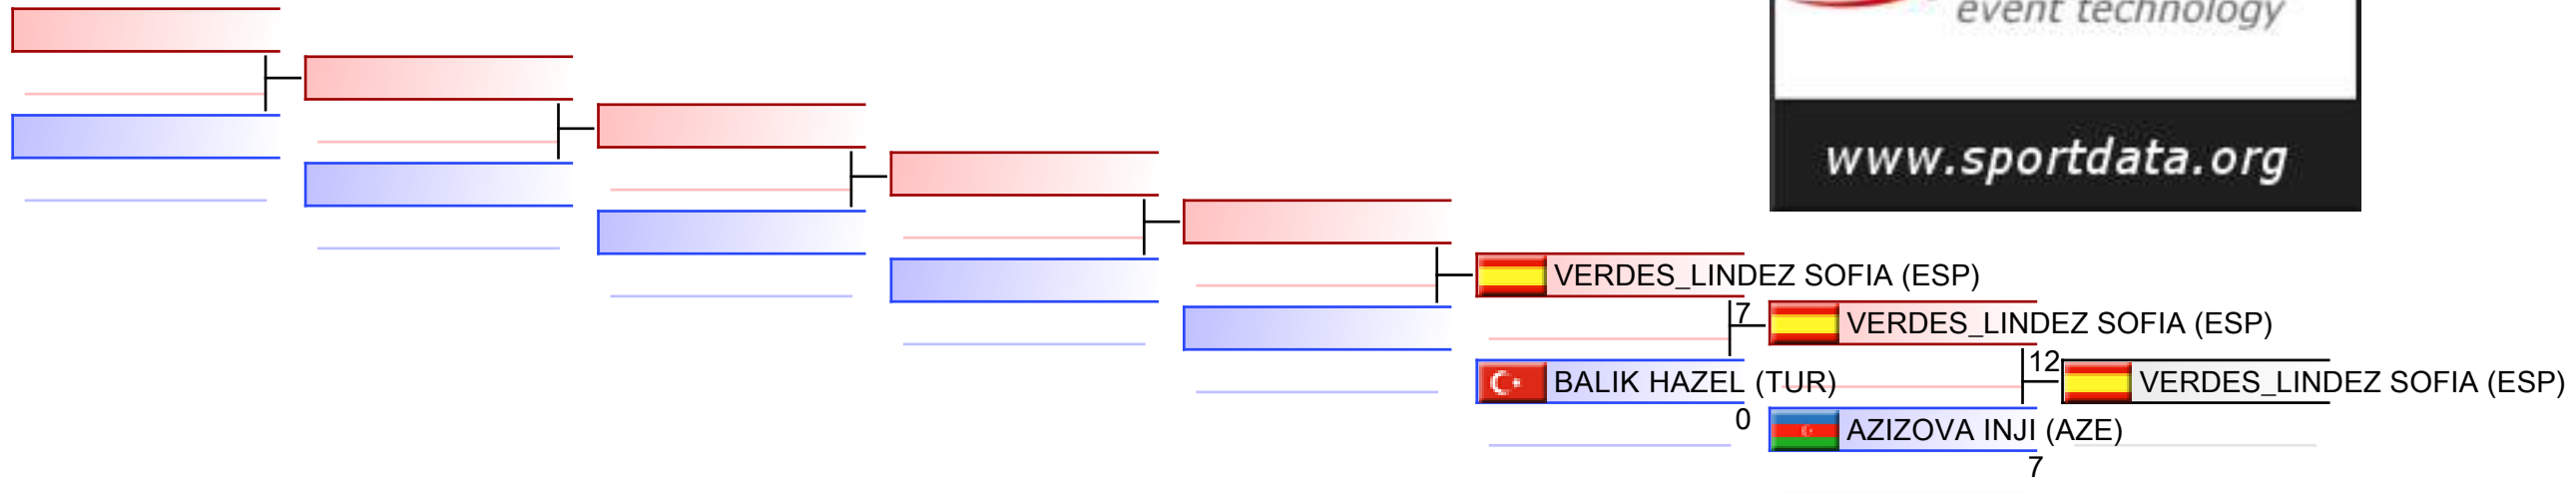 event technology
www.sportdata.org
VERDES_LINDEZ SOFIA (ESP)
7
VERDES_LINDEZ SOFIA (ESP)
12
BALIK HAZEL (TUR)
VERDES_LINDEZ SOFIA (ESP)
0
AZIZOVA INJI (AZE)
7